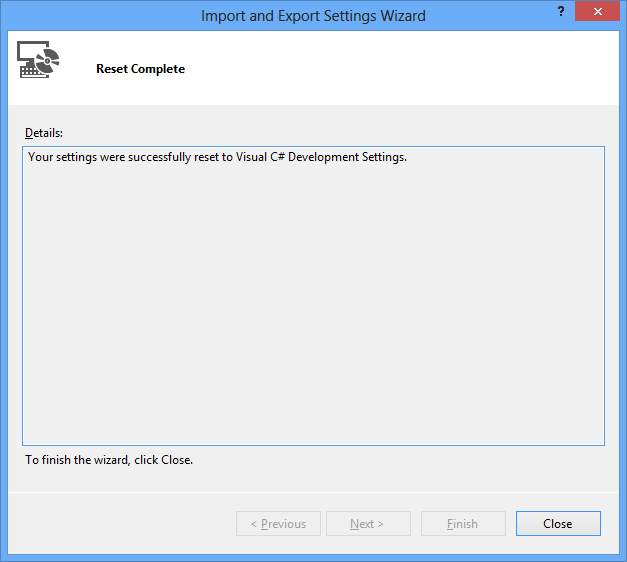 Import and Export Settings Wizard
?
Reset Complete
Details:
Your settings were successfully reset to Visual C# Development Settings.
To finish the wizard, click Close.
< Previous
Next >
Finish
Close